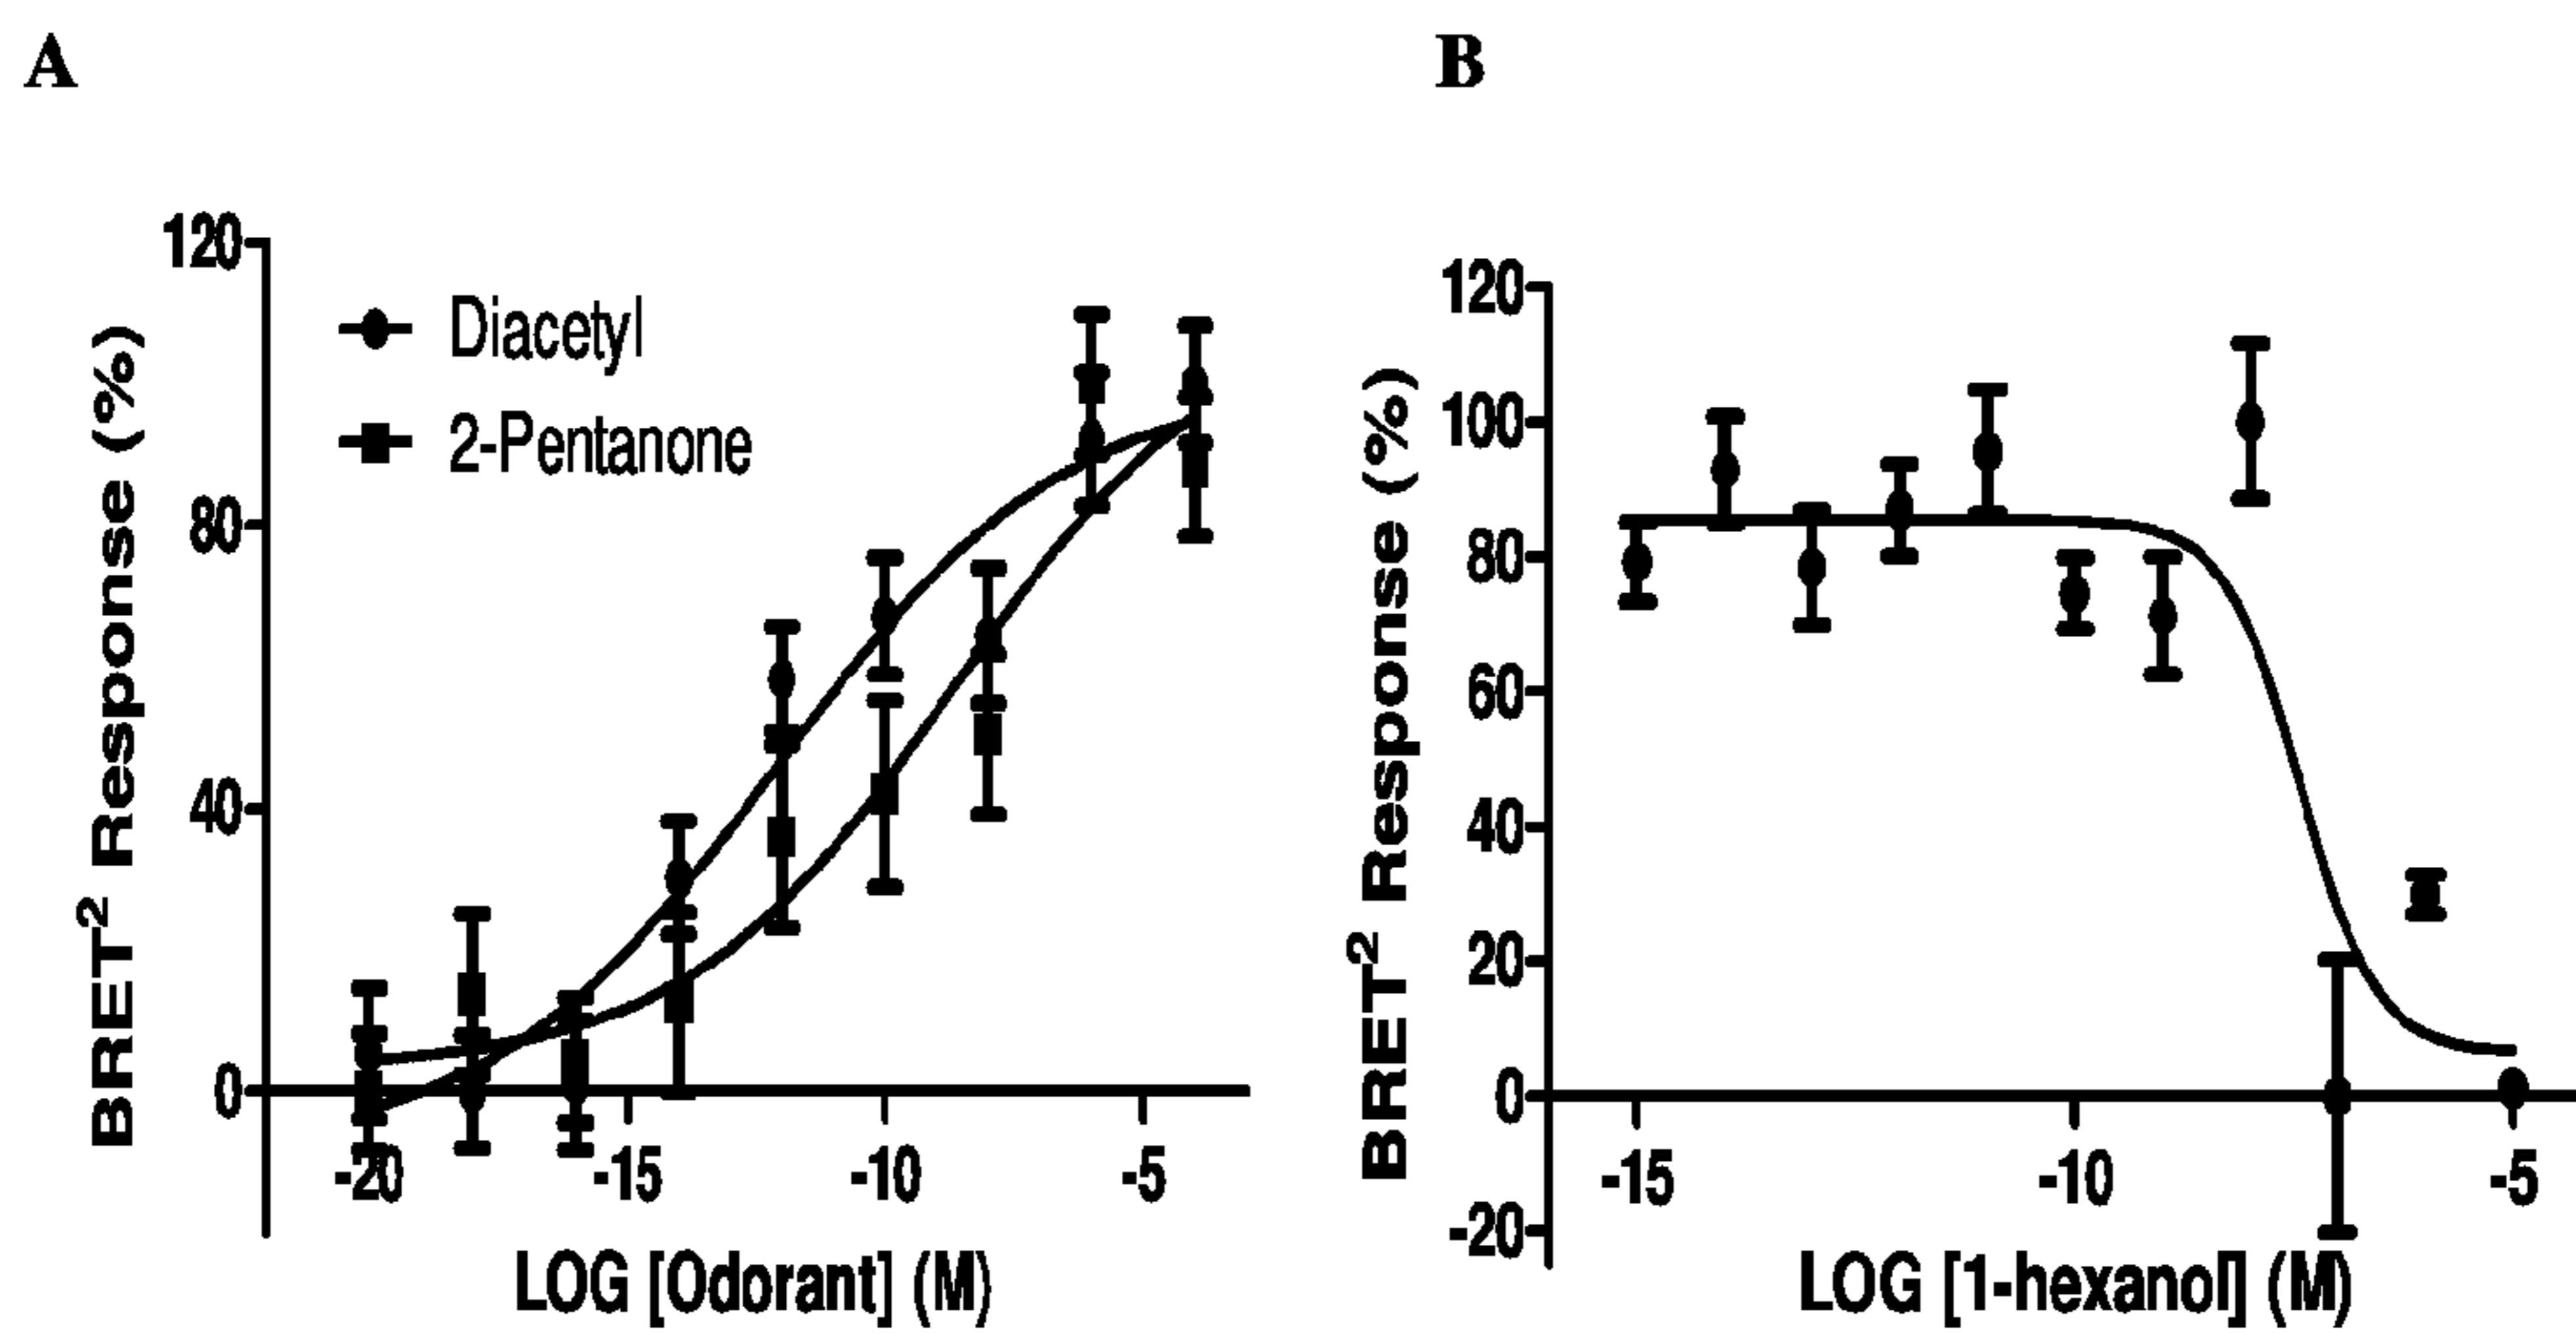 A
B
120
80
40
0
-20
-15
-10
-5
Diacetyl
2-Pentanone
BRET² Response (%)
LOG [Odorant] (M)
120
100
80
60
40
20
0
-20
-15
-10
-5
BRET² Response (%)
LOG [1-hexanol] (M)